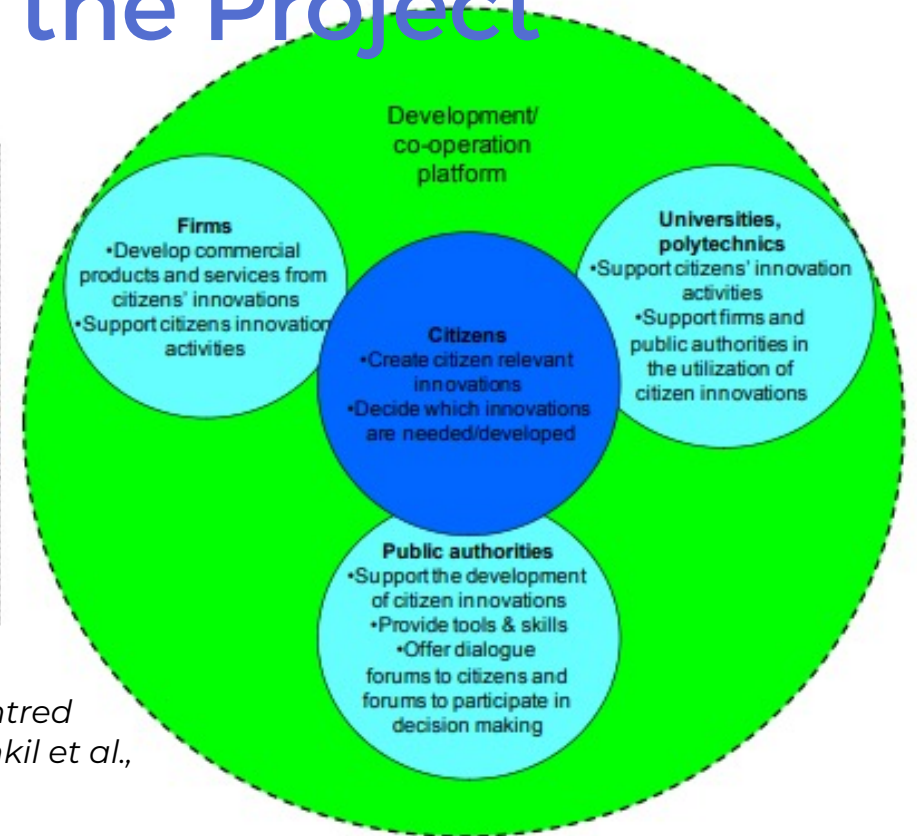 the Project
Development/
co-operation
platform
Firms
•Develop commercial
products and services from
citizens' innovations
•Support citizens innovation
activities
Universities,
polytechnics
•Support citizens' innovation
activities
•Support firms and
public authorities in
the utilization of
citizen innovations
Citizens
•Create citizen relevant
innovations
•Decide which innovations
are needed/developed
Public authorities
•Support the development
of citizen innovations
•Provide tools & skills
•Offer dialogue
forums to citizens and
forums to participate in
decision making
ntred
kil et al.,